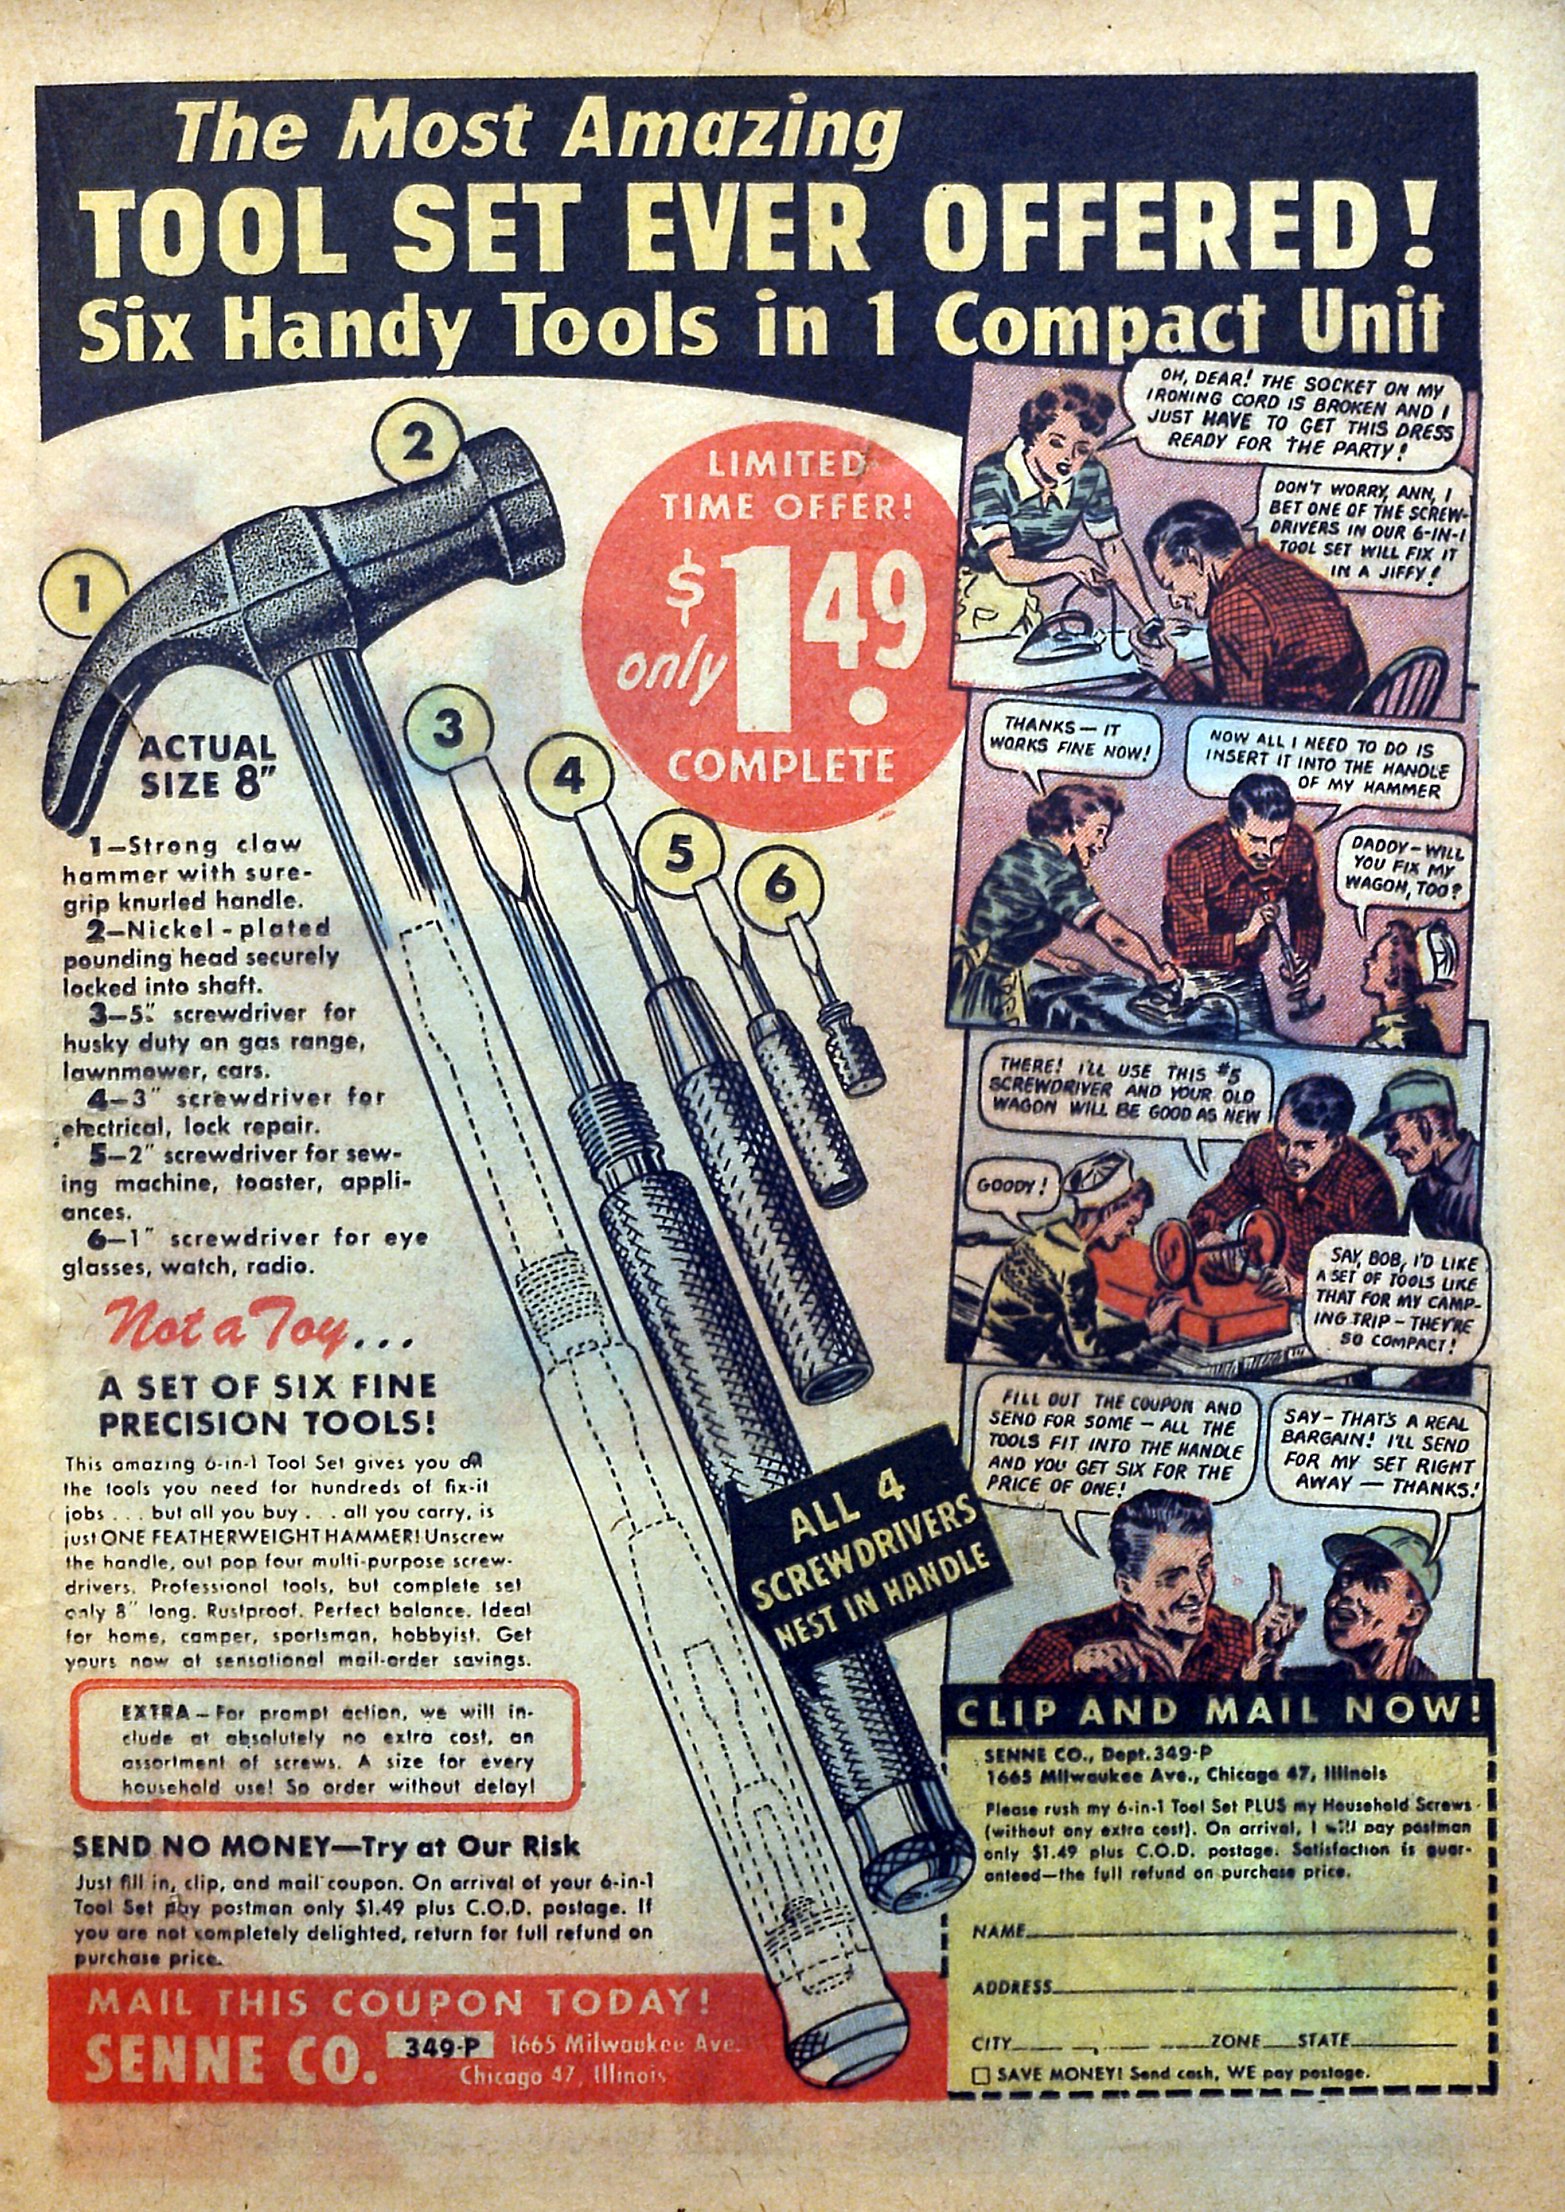 The Most Amazing
TOOL SET EVER OFFERED!
Six Handy Tools in 1 Compact Unit
1
2
3
4
5
6
LIMITED
TIME OFFER!
$ only 1.49
COMPLETE
ACTUAL
SIZE 8"
1—Strong claw
hammer with sure-
grip knurled handle.
2—Nickel-plated
pounding head securely
locked into shaft.
3—5" screwdriver for
husky duty on gas range,
lawnmower, cars.
4—3" screwdriver for
electrical, lock repair.
5—2" screwdriver for sew-
ing machine, toaster, appli-
ances.
6—1" screwdriver for eye
glasses, watch, radio.
Not a Toy...
A SET OF SIX FINE
PRECISION TOOLS!
This amazing 6-in-1 Tool Set gives you all
the tools you need for hundreds of fix-it
jobs . . . but all you buy . . . all you carry, is
just ONE FEATHERWEIGHT HAMMER! Unscrew
the handle, out pop four multi-purpose screw-
drivers. Professional tools, but complete set
only 8" long. Rustproof. Perfect balance. Ideal
for home, camper, sportsman, hobbyist. Get
yours now at sensational mail-order savings.
EXTRA—For prompt action, we will in-
clude at absolutely no extra cost, an
assortment of screws. A size for every
household use! So order without delay!
SEND NO MONEY—Try at Our Risk
Just fill in, clip, and mail coupon. On arrival of your 6-in-1
Tool Set pay postman only $1.49 plus C.O.D. postage. If
you are not completely delighted, return for full refund on
purchase price.
MAIL THIS COUPON TODAY!
SENNE CO. 349-P 1665 Milwaukee Ave.
Chicago 47, Illinois
ALL 4
SCREWDRIVERS
NEST IN HANDLE
OH, DEAR! THE SOCKET ON MY
IRONING CORD IS BROKEN AND I
JUST HAVE TO GET THIS DRESS
READY FOR THE PARTY!
DON'T WORRY, ANN, I
BET ONE OF THE SCREW-
DRIVERS IN OUR 6-IN-1
TOOL SET WILL FIX IT
IN A JIFFY!
THANKS—IT
WORKS FINE NOW!
NOW ALL I NEED TO DO IS
INSERT IT INTO THE HANDLE
OF MY HAMMER
DADDY—WILL
YOU FIX MY
WAGON, TOO?
THERE! I'LL USE THIS #5
SCREWDRIVER AND YOUR OLD
WAGON WILL BE GOOD AS NEW
GOODY!
SAY, BOB, I'D LIKE
A SET OF TOOLS LIKE
THAT FOR MY CAMP-
ING TRIP—THEY'RE
SO COMPACT!
FILL OUT THE COUPON AND
SEND FOR SOME—ALL THE
TOOLS FIT INTO THE HANDLE
AND YOU GET SIX FOR THE
PRICE OF ONE!
SAY—THAT'S A REAL
BARGAIN! I'LL SEND
FOR MY SET RIGHT
AWAY—THANKS!
CLIP AND MAIL NOW!
SENNE CO., Dept. 349-P
1665 Milwaukee Ave., Chicago 47, Illinois
Please rush my 6-in-1 Tool Set PLUS my Household Screws
(without any extra cost). On arrival, I will pay postman
only $1.49 plus C.O.D. postage. Satisfaction is guar-
anteed—the full refund on purchase price.
NAME
ADDRESS
CITY ZONE STATE
SAVE MONEY! Send cash, WE pay postage.